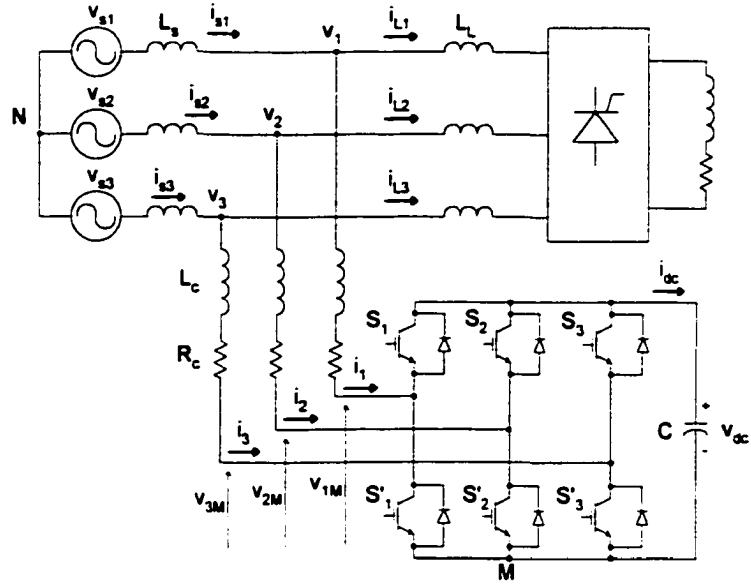 v_s1 L_s i_s1 v_1 i_L1 L_L
N v_s2 i_s2 v_2 i_L2
v_s3 i_s3 v_3 i_L3
L_c i_dc
S_1 S_2 S_3
R_c
i_1
i_2 C + v_dc -
i_3
v_3M v_2M v_1M S'_1 S'_2 S'_3
M